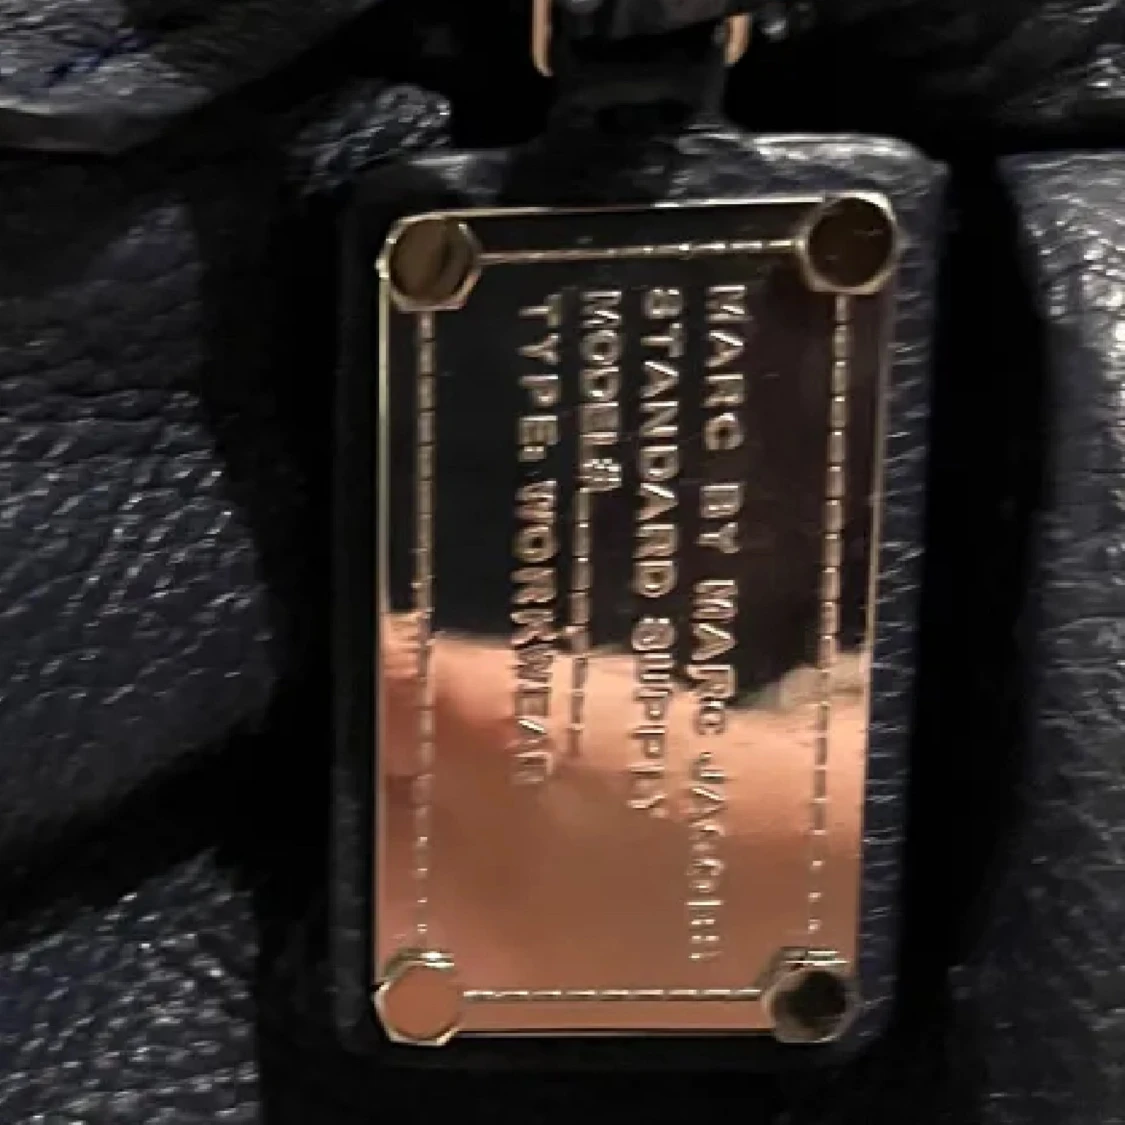 MARC BY MARC JACOBS
STANDARD SUPPLY
MODEL#
TYPE: WORKWEAR